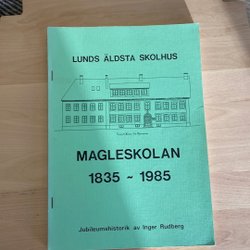 LUNDS ÄLDSTA SKOLHUS
MAGLESKOLAN
1835 ~ 1985
Jubileumshistorik av Inger Rudberg